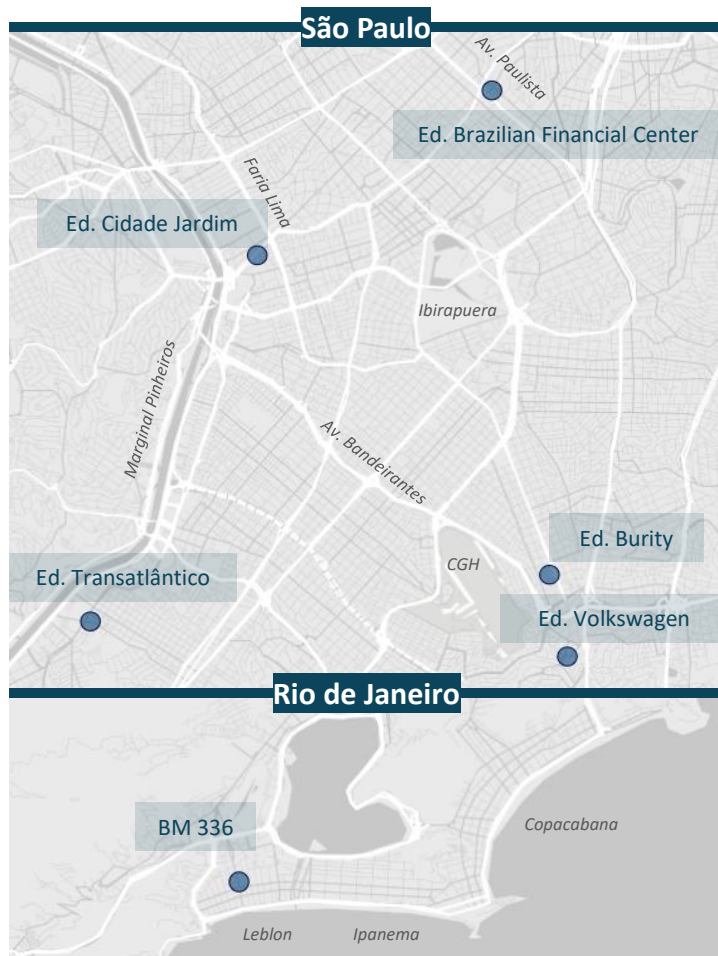 São Paulo
Av. Paulista
Ed. Brazilian Financial Center
Faria Lima
Ed. Cidade Jardim
Ibirapuera
Marginal Pinheiros
Av. Bandeirantes
Ed. Burity
CGH
Ed. Transatlântico
Ed. Volkswagen
Rio de Janeiro
BM 336
Copacabana
Leblon
Ipanema